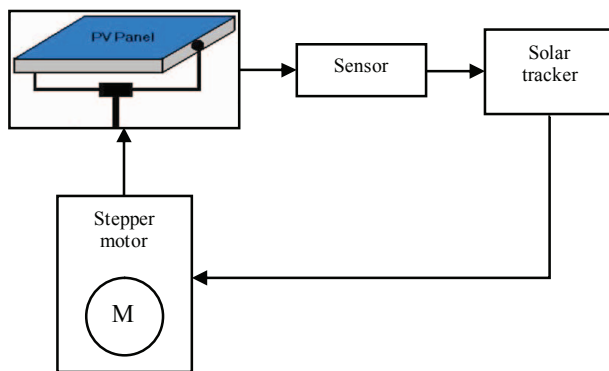 PV Panel
Sensor
Solar
tracker
Stepper
motor
M